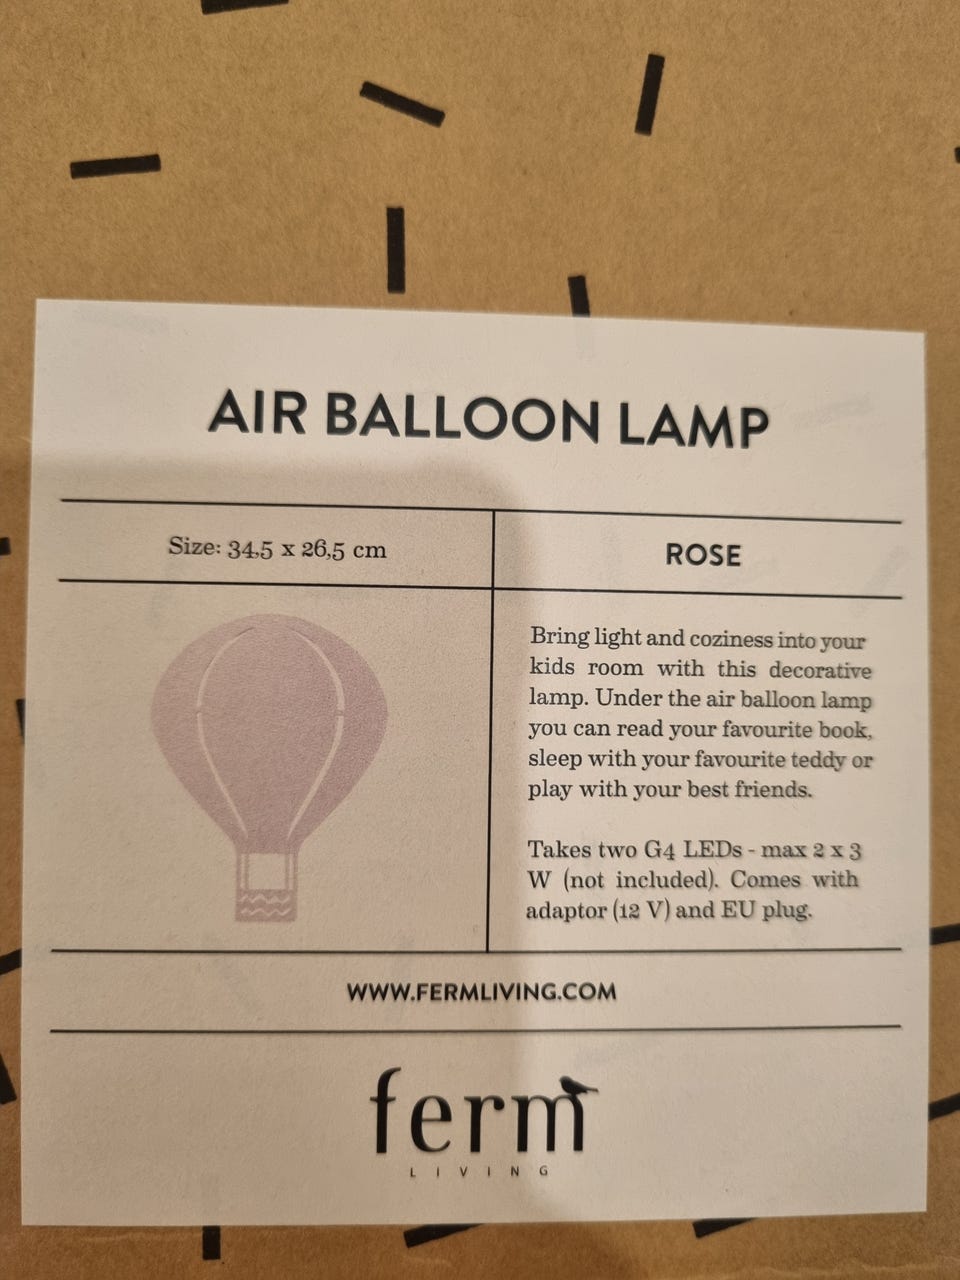 AIR BALLOON LAMP
Size: 34,5 x 26,5 cm
ROSE
Bring light and coziness into your
kids room with this decorative
lamp. Under the air balloon lamp
you can read your favourite book,
sleep with your favourite teddy or
play with your best friends.
Takes two G4 LEDs - max 2 x 3
W (not included). Comes with
adaptor (12 V) and EU plug.
WWW.FERMLIVING.COM
ferm
LIVING